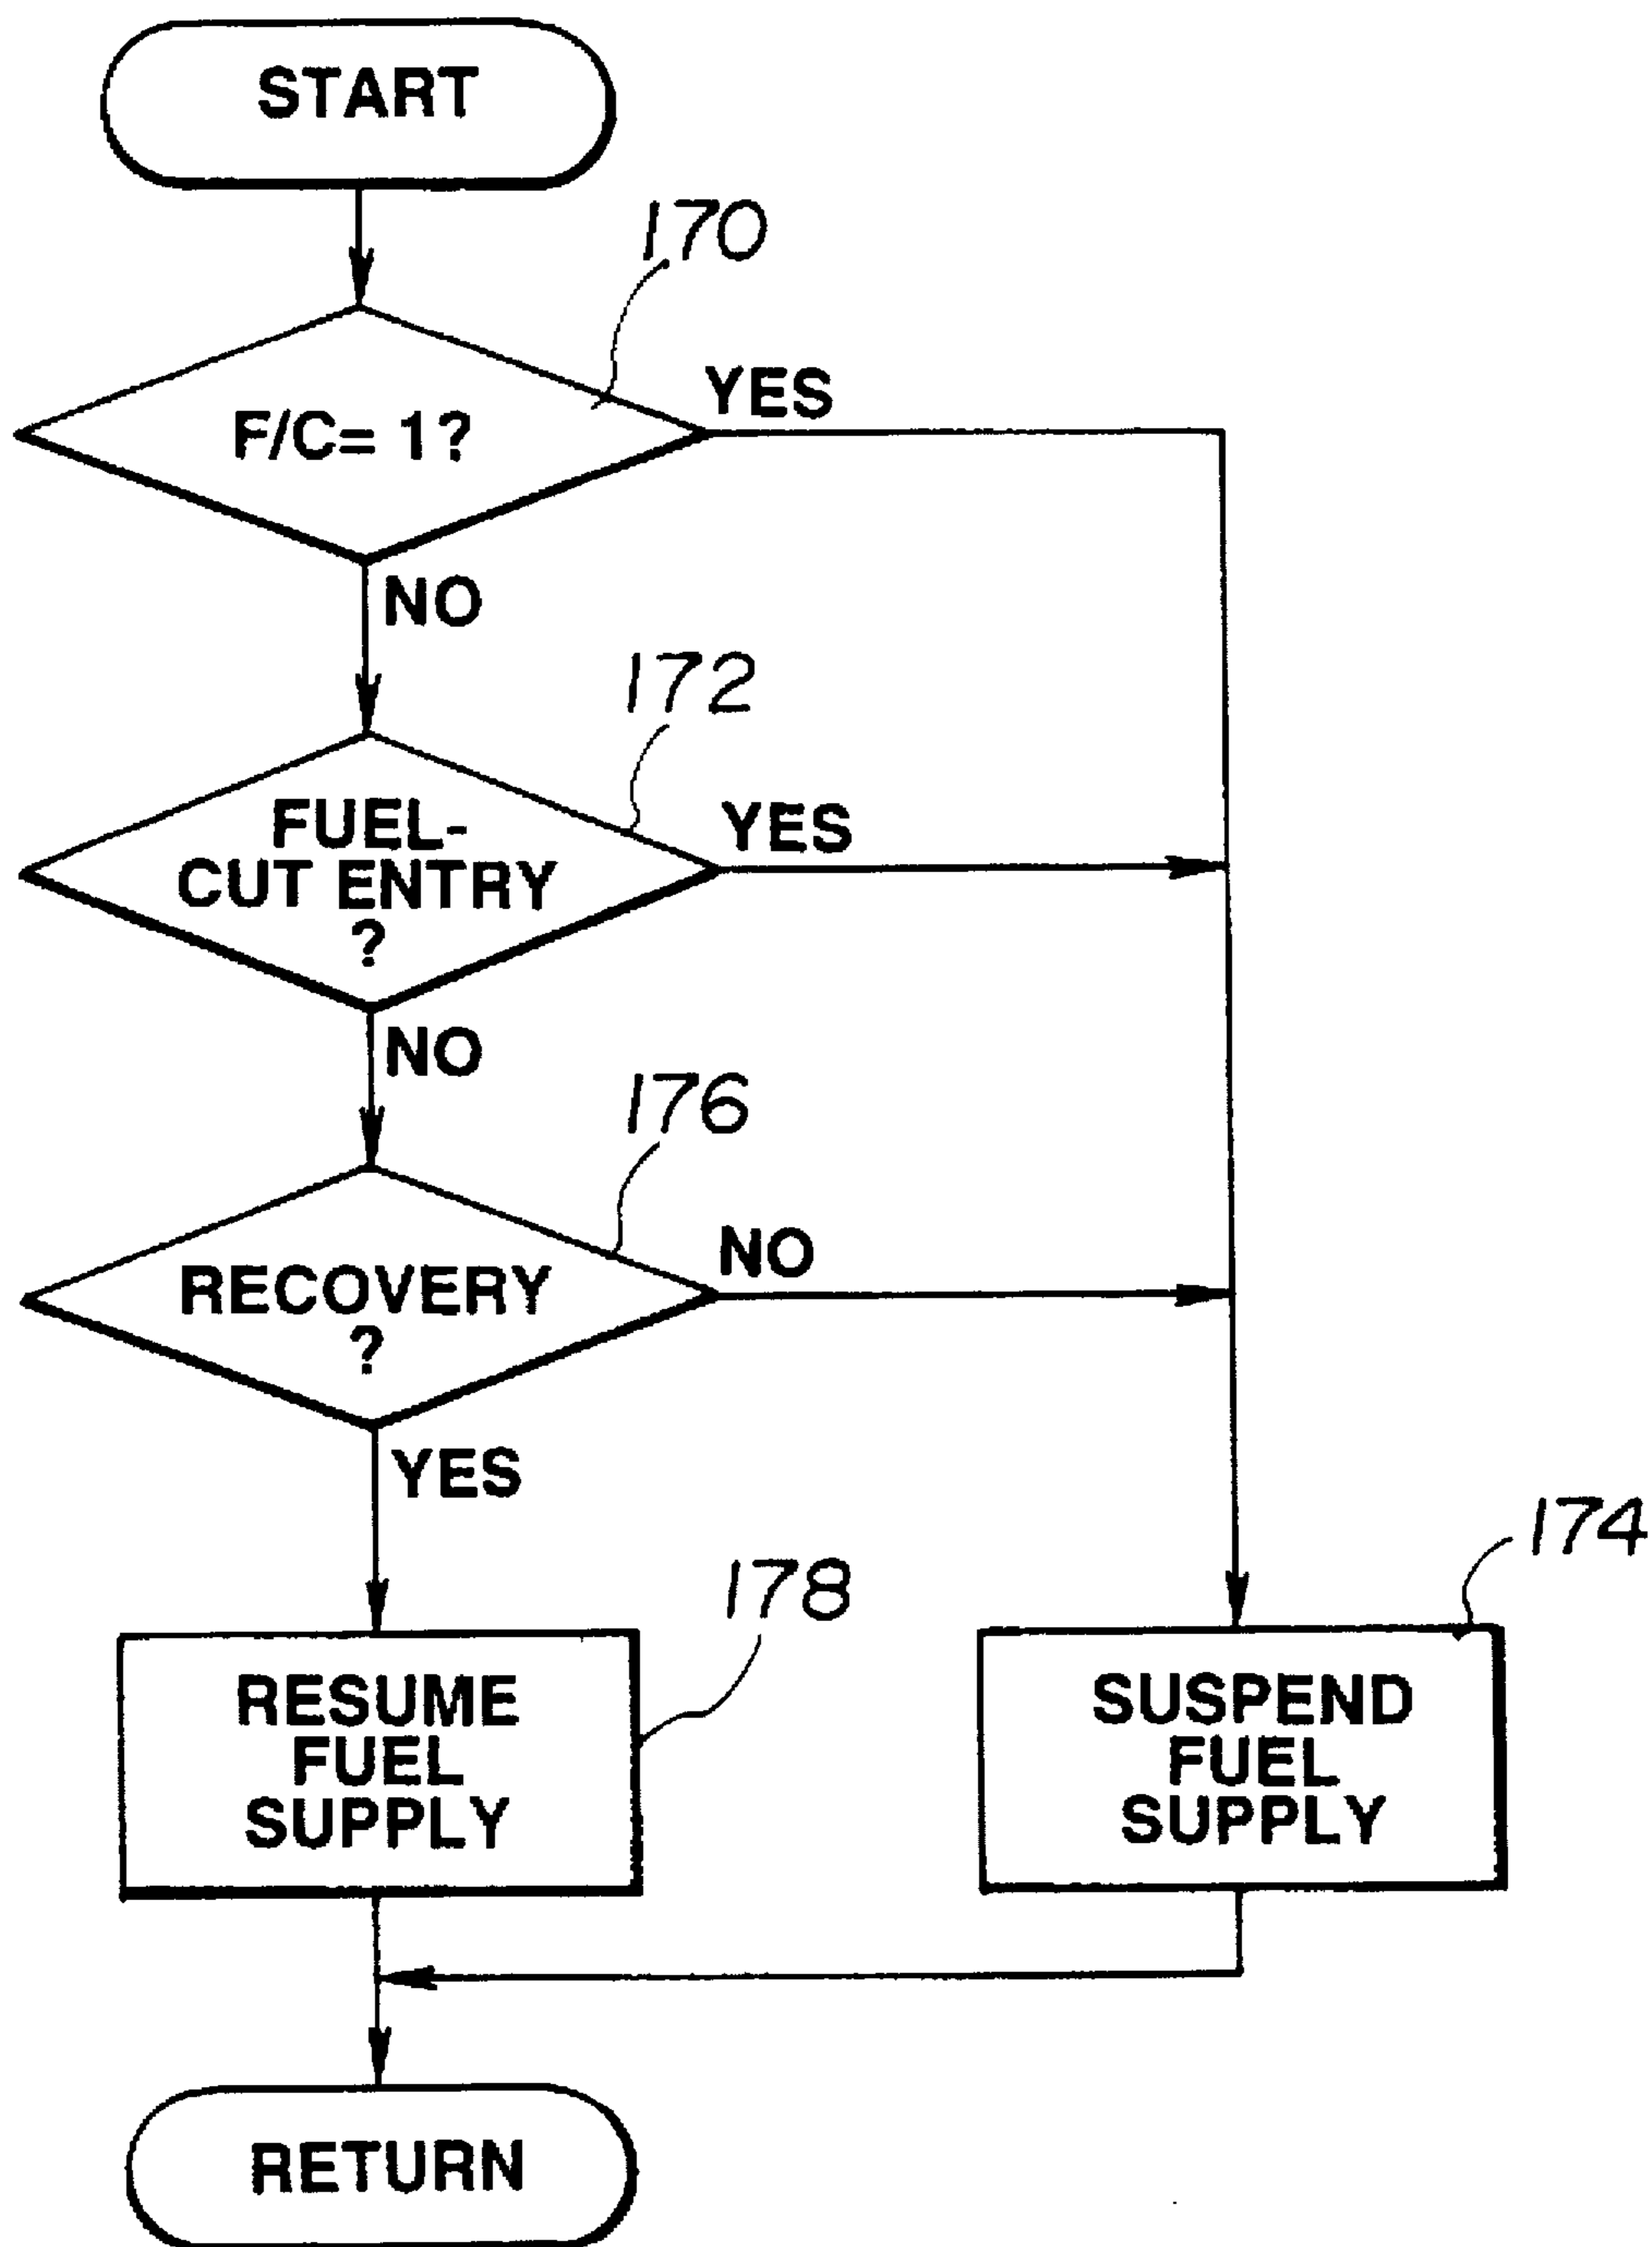 START
170
F/C= 1?
YES
NO
172
FUEL-
CUT ENTRY
?
YES
NO
176
RECOVERY
?
NO
YES
178
174
RESUME
FUEL
SUPPLY
SUSPEND
FUEL
SUPPLY
RETURN